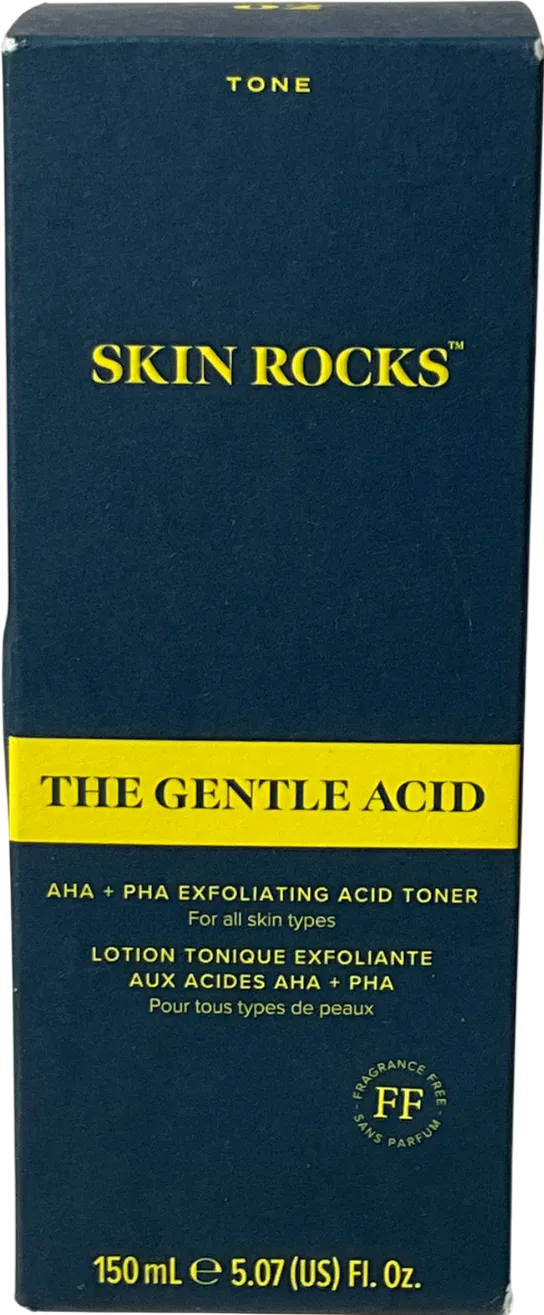 02
TONE
SKIN ROCKS™
THE GENTLE ACID
AHA + PHA EXFOLIATING ACID TONER
For all skin types
LOTION TONIQUE EXFOLIANTE
AUX ACIDES AHA + PHA
Pour tous types de peaux
FRAGRANCE FREE
FF
- SANS PARFUM -
150 mL ℮ 5.07 (US) Fl. Oz.